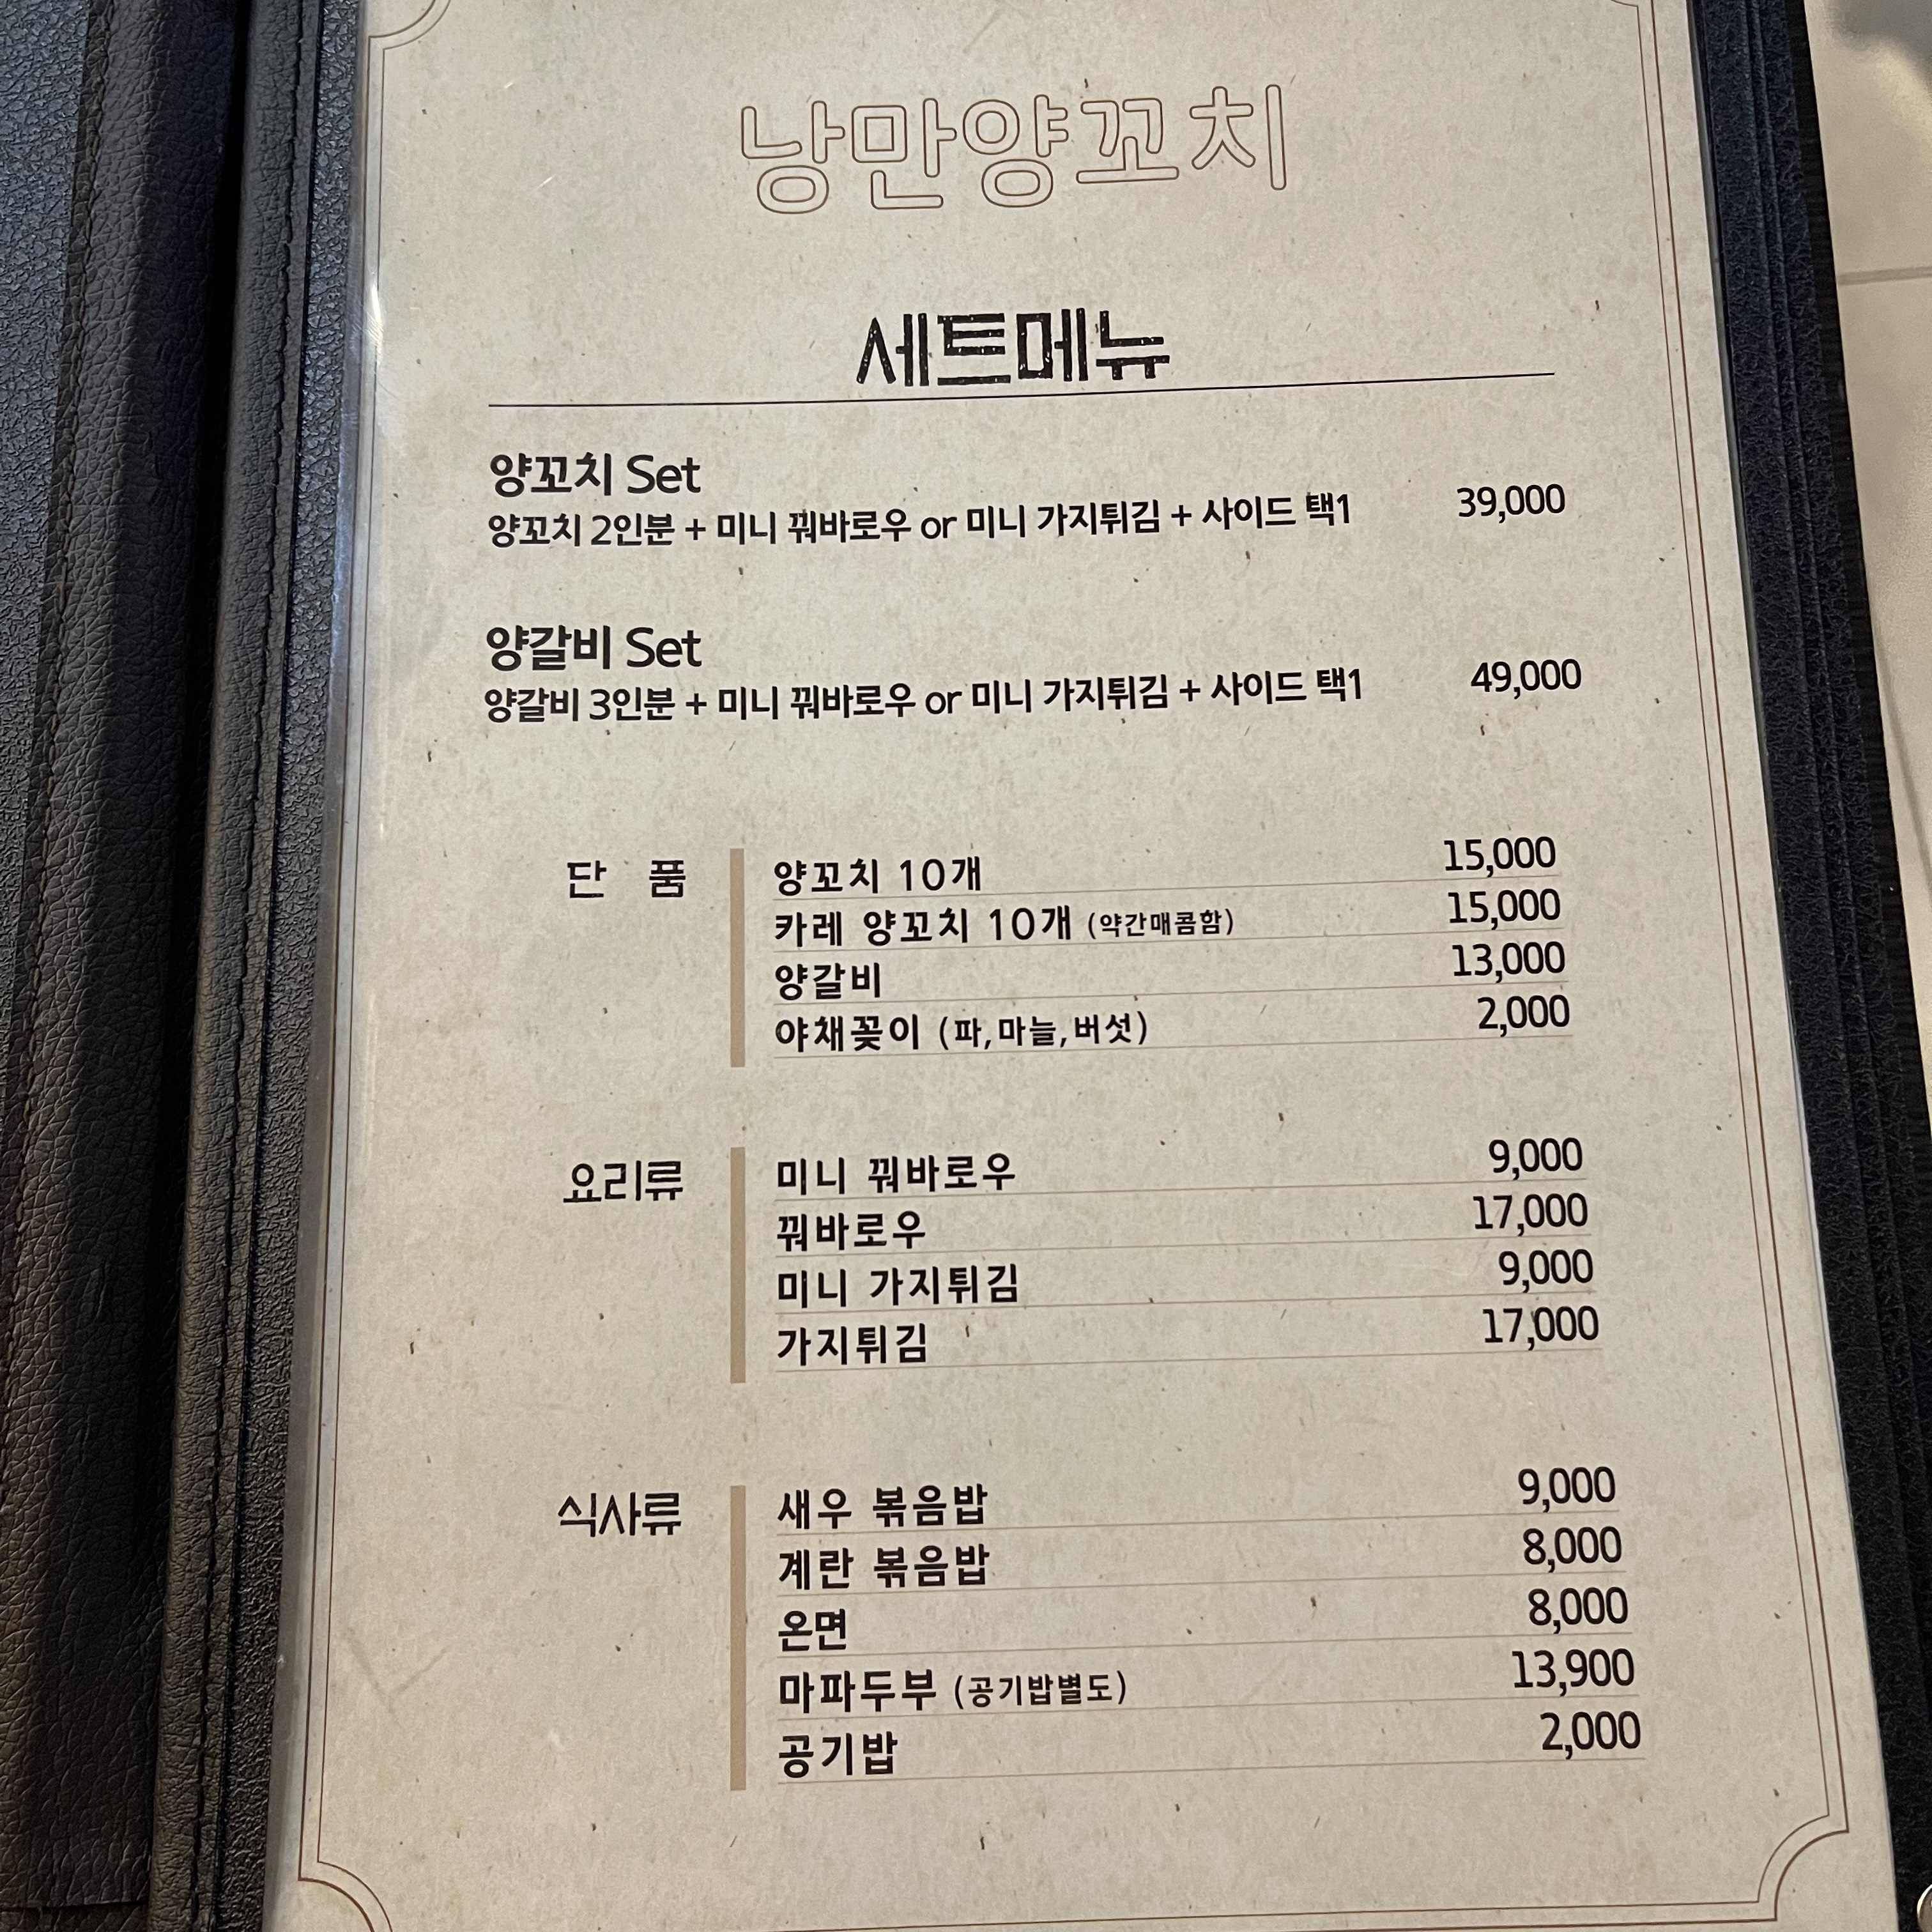 낭만양꼬치
세트메뉴
양꼬치 Set
양꼬치 2인분 + 미니 꿔바로우 or 미니 가지튀김 + 사이드 택1 39,000
양갈비 Set
양갈비 3인분 + 미니 꿔바로우 or 미니 가지튀김 + 사이드 택1 49,000
단 품
양꼬치 10개 15,000
카레 양꼬치 10개 (약간매콤함) 15,000
양갈비 13,000
야채꽂이 (파,마늘,버섯) 2,000
요리류
미니 꿔바로우 9,000
꿔바로우 17,000
미니 가지튀김 9,000
가지튀김 17,000
식사류
새우 볶음밥 9,000
계란 볶음밥 8,000
온면 8,000
마파두부 (공기밥별도) 13,900
공기밥 2,000